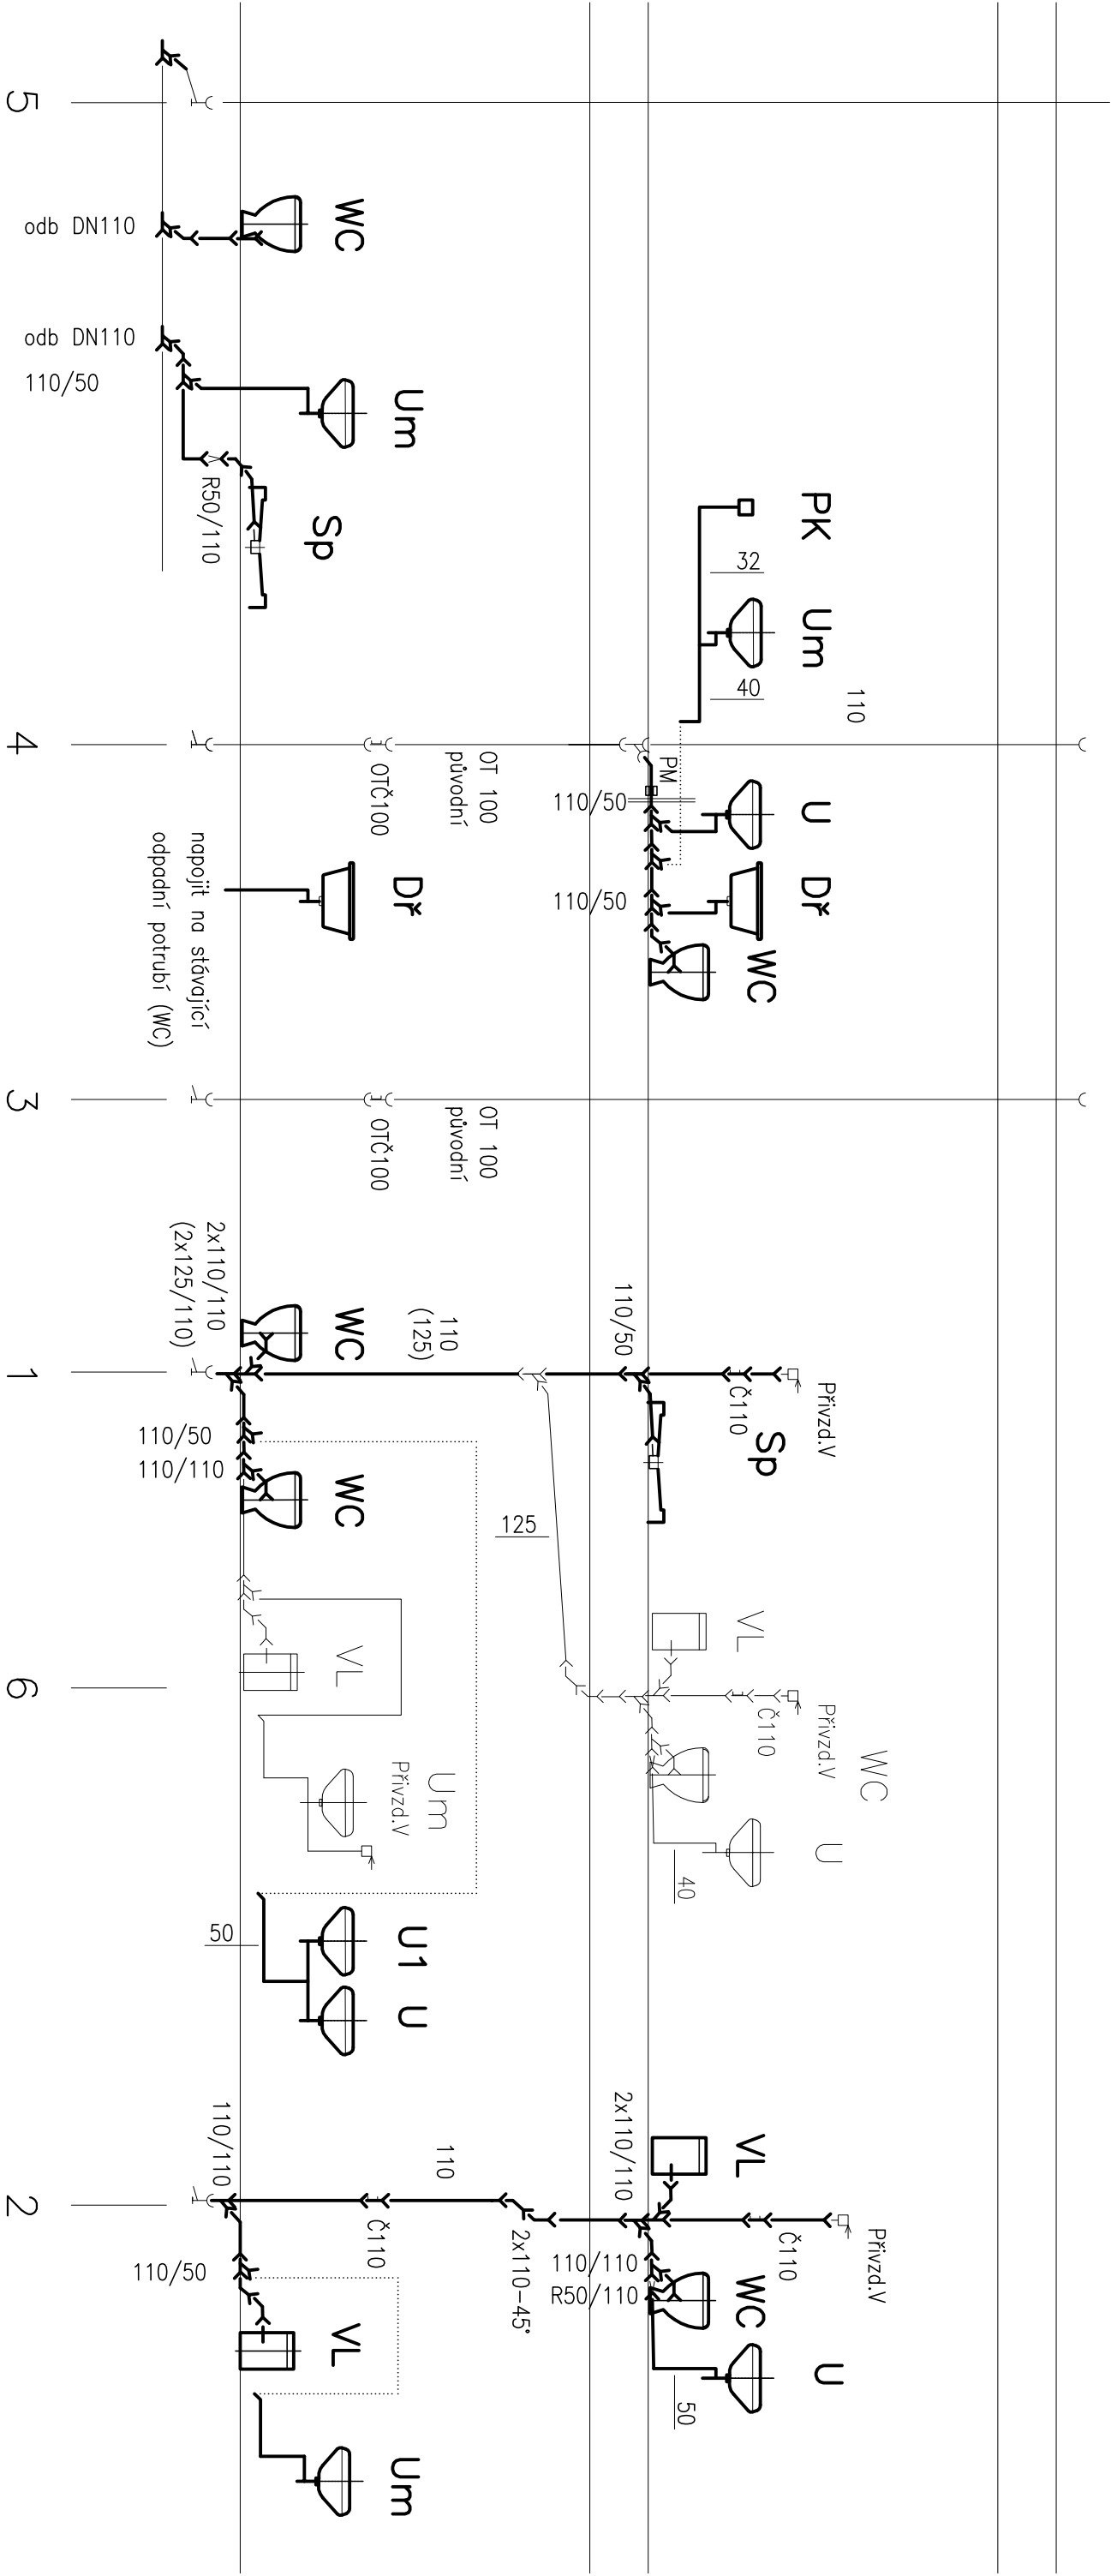 5
odb DN110
WC
odb DN110
110/50
Um
R50/110
Sp
PK
32
Um
40
110
4
OTČ100
OT 100
původní
PM
110/50
U
110/50
Dř
WC
Dř
napojit na stávající
odpadní potrubí (WC)
3
OTČ100
OT 100
původní
1
2x110/110
(2x125/110)
WC
110
(125)
110/50
Č110
Přivzd.V
Sp
110/50
110/110
WC
125
6
VL
Um
Přivzd.V
VL
Č110
Přivzd.V
WC
U
40
50
U1
U
2
110/110
110
Č110
2x110-45°
2x110/110
VL
Č110
Přivzd.V
110/110
R50/110
WC
U
50
110/50
VL
Um